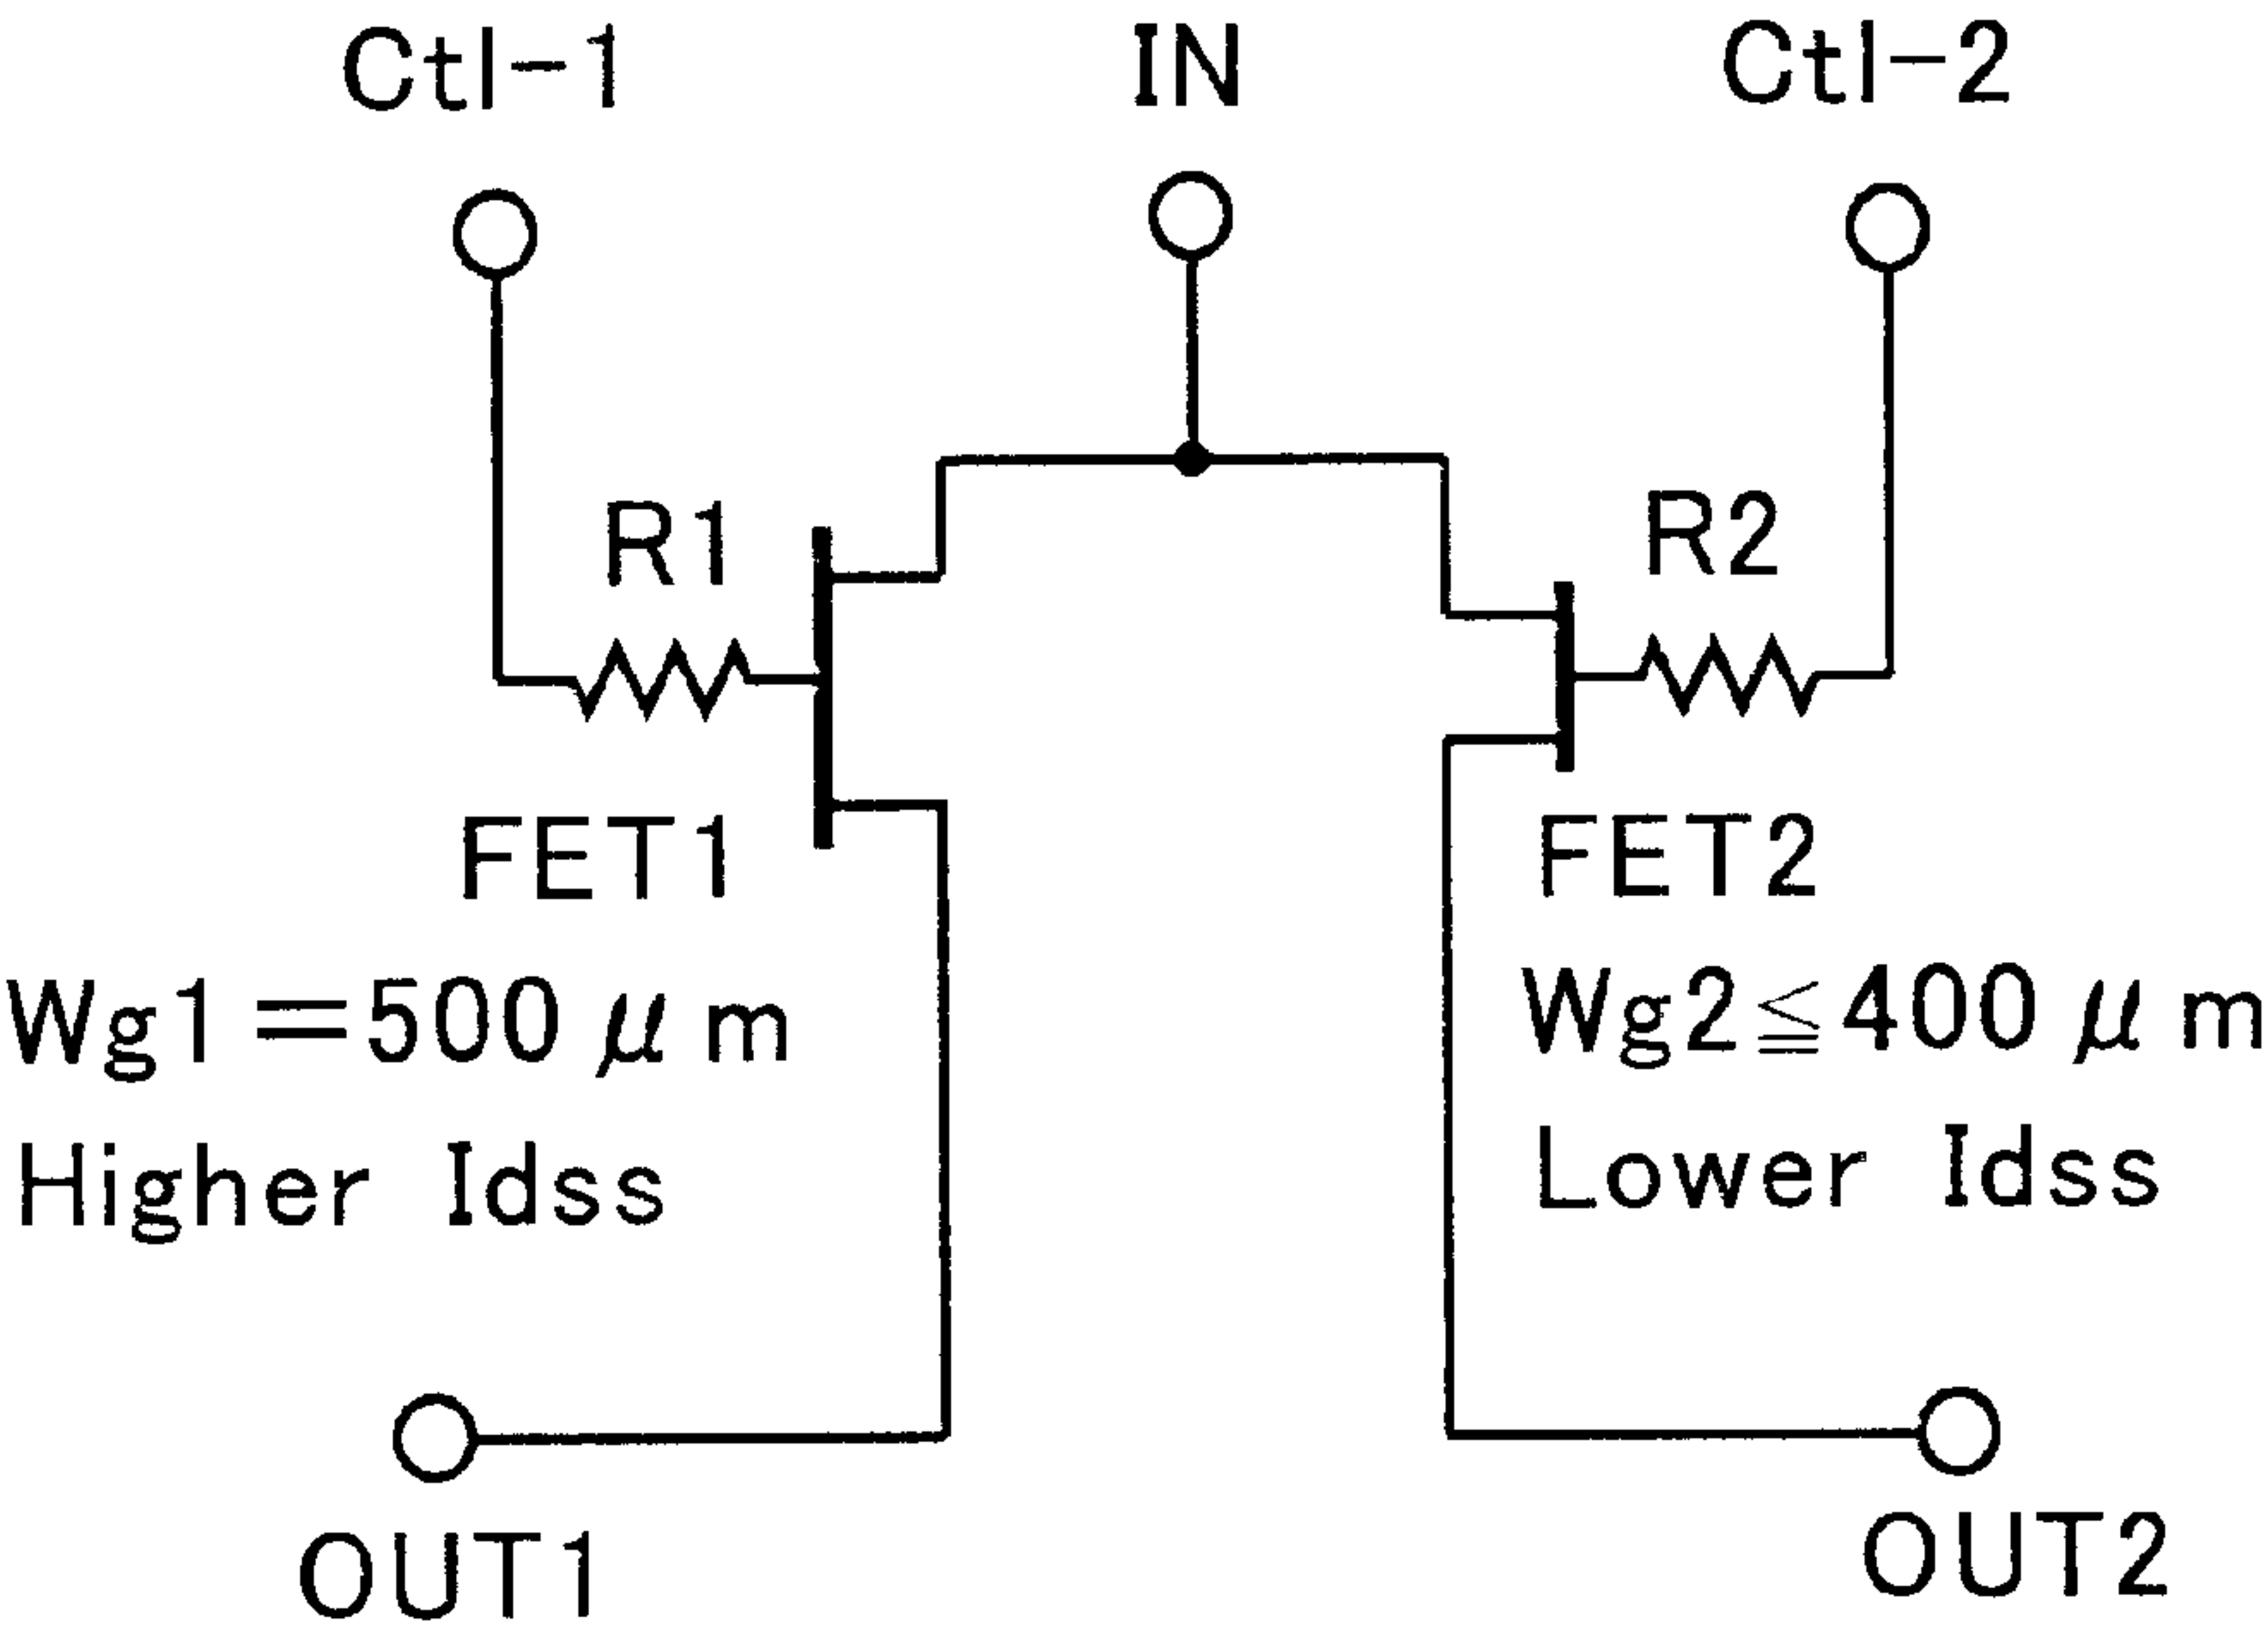 Ctl-1
IN
Ctl-2
R1
R2
FET1
FET2
Wg1=500μm
Wg2≦400μm
Higher Idss
Lower Idss
OUT1
OUT2